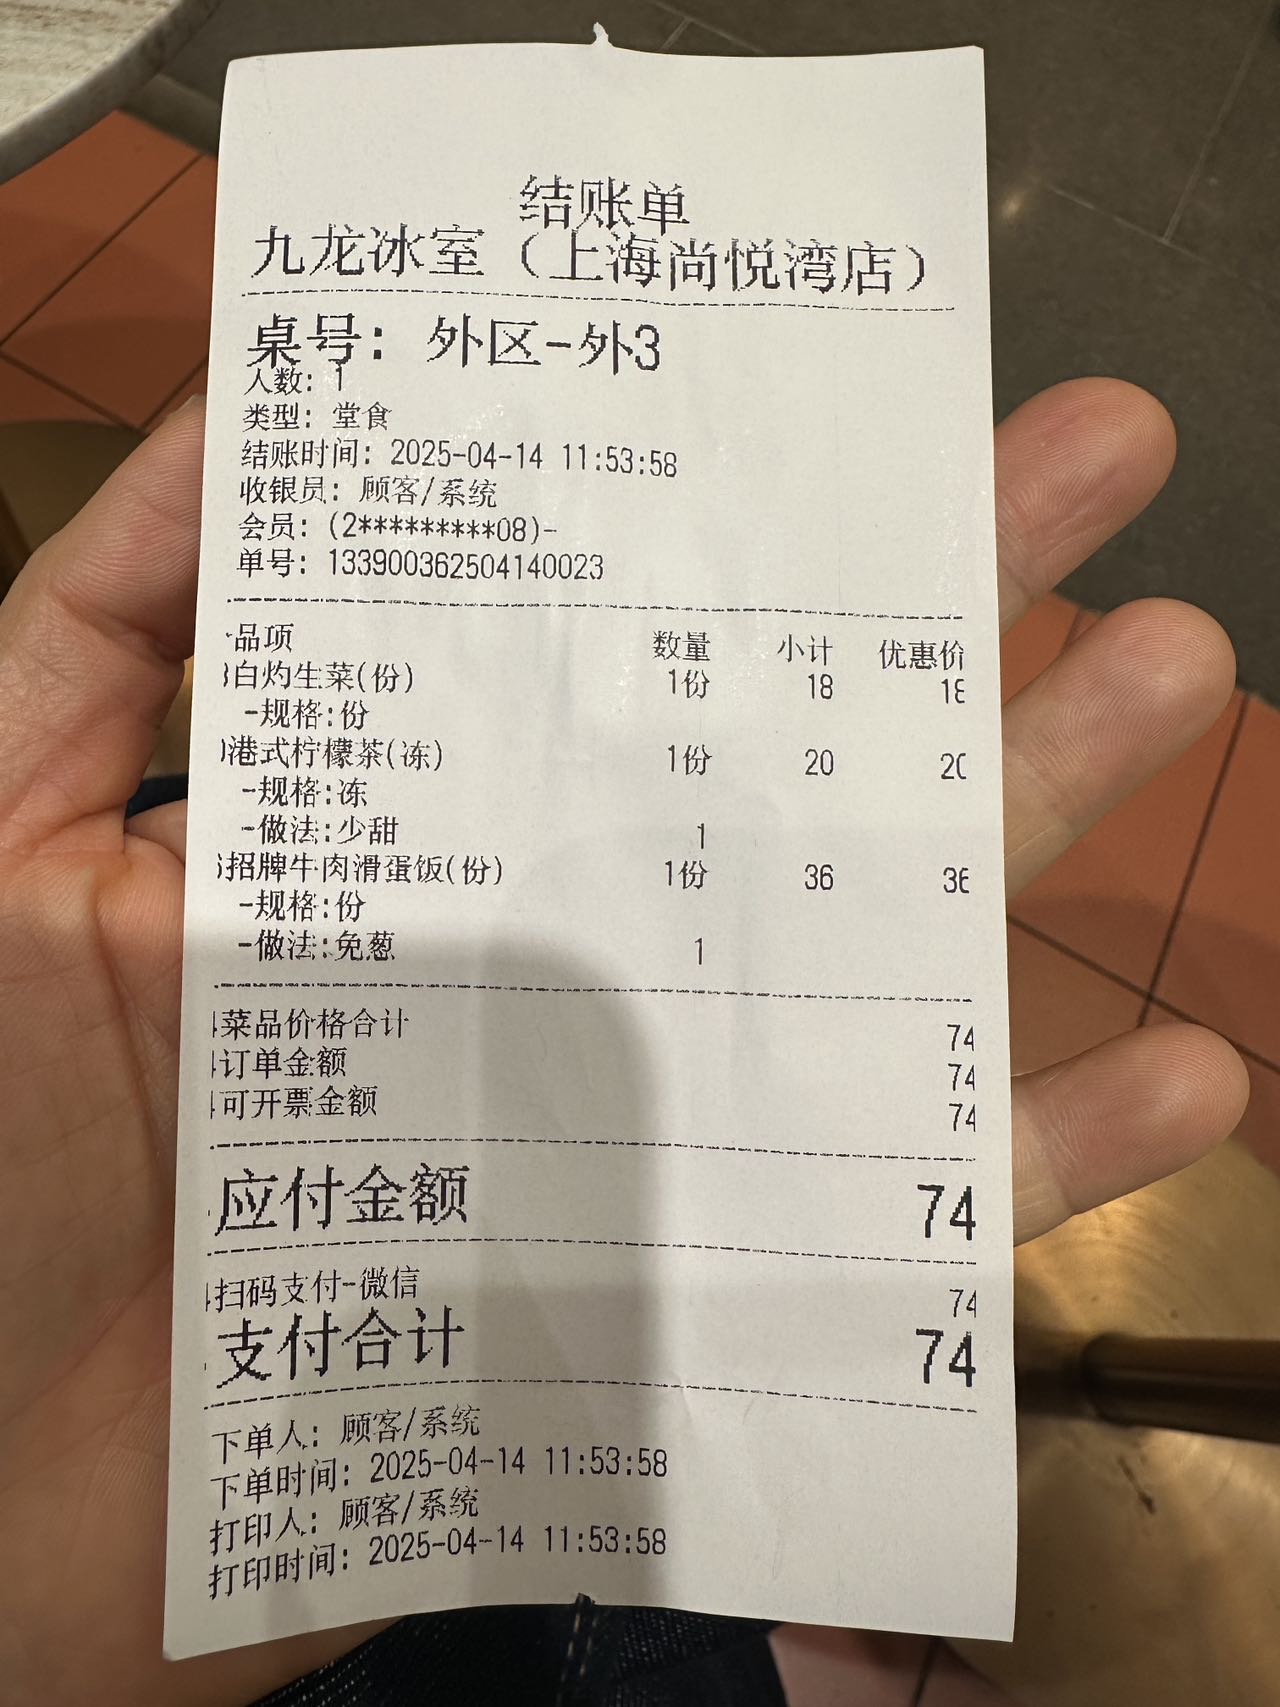 结账单
九龙冰室（上海尚悦湾店）
桌号: 外区-外3
人数: 1
类型: 堂食
结账时间: 2025-04-14 11:53:58
收银员: 顾客/系统
会员: (2*********08)-
单号: 133900362504140023
品项 数量 小计 优惠价
白灼生菜(份) 1份 18 18
-规格:份
港式柠檬茶(冻) 1份 20 20
-规格:冻
-做法:少甜 1
招牌牛肉滑蛋饭(份) 1份 36 36
-规格:份
-做法:免葱 1
菜品价格合计 74
订单金额 74
可开票金额 74
应付金额 74
扫码支付-微信 74
支付合计 74
下单人: 顾客/系统
下单时间: 2025-04-14 11:53:58
打印人: 顾客/系统
打印时间: 2025-04-14 11:53:58